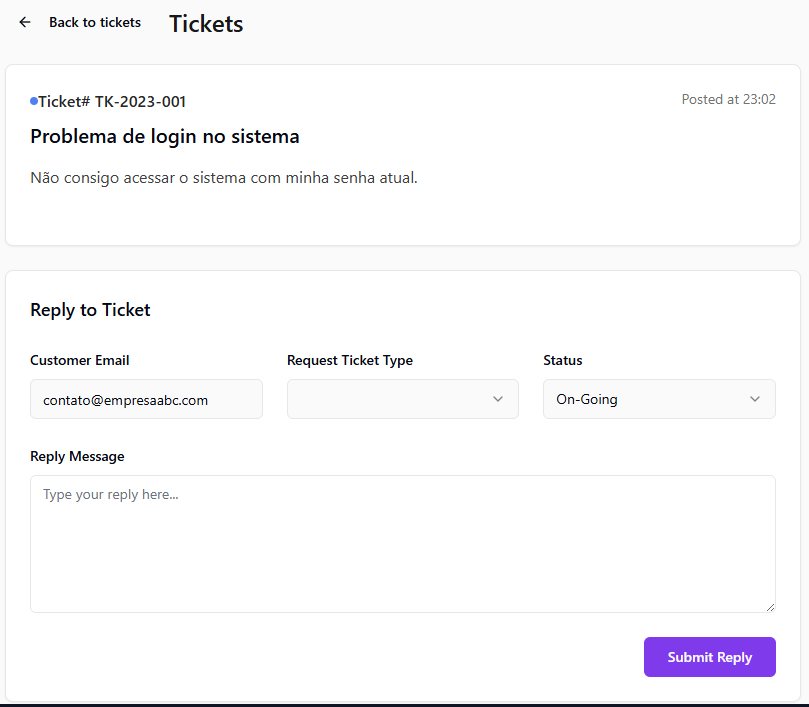 Back to tickets
Tickets
Ticket# TK-2023-001
Posted at 23:02
Problema de login no sistema
Não consigo acessar o sistema com minha senha atual.
Reply to Ticket
Customer Email
Request Ticket Type
Status
contato@empresaabc.com
On-Going
Reply Message
Type your reply here...
Submit Reply